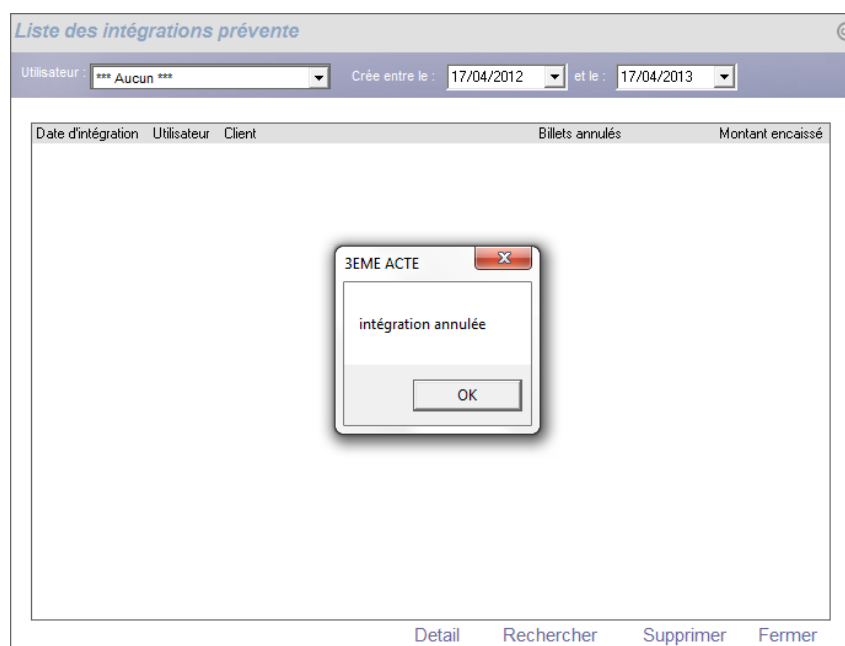 Liste des intégrations prévente
Utilisateur : *** Aucun *** Crée entre le : 17/04/2012 et le : 17/04/2013
Date d'intégration Utilisateur Client Billets annulés Montant encaissé
3EME ACTE
intégration annulée
OK
Detail Rechercher Supprimer Fermer